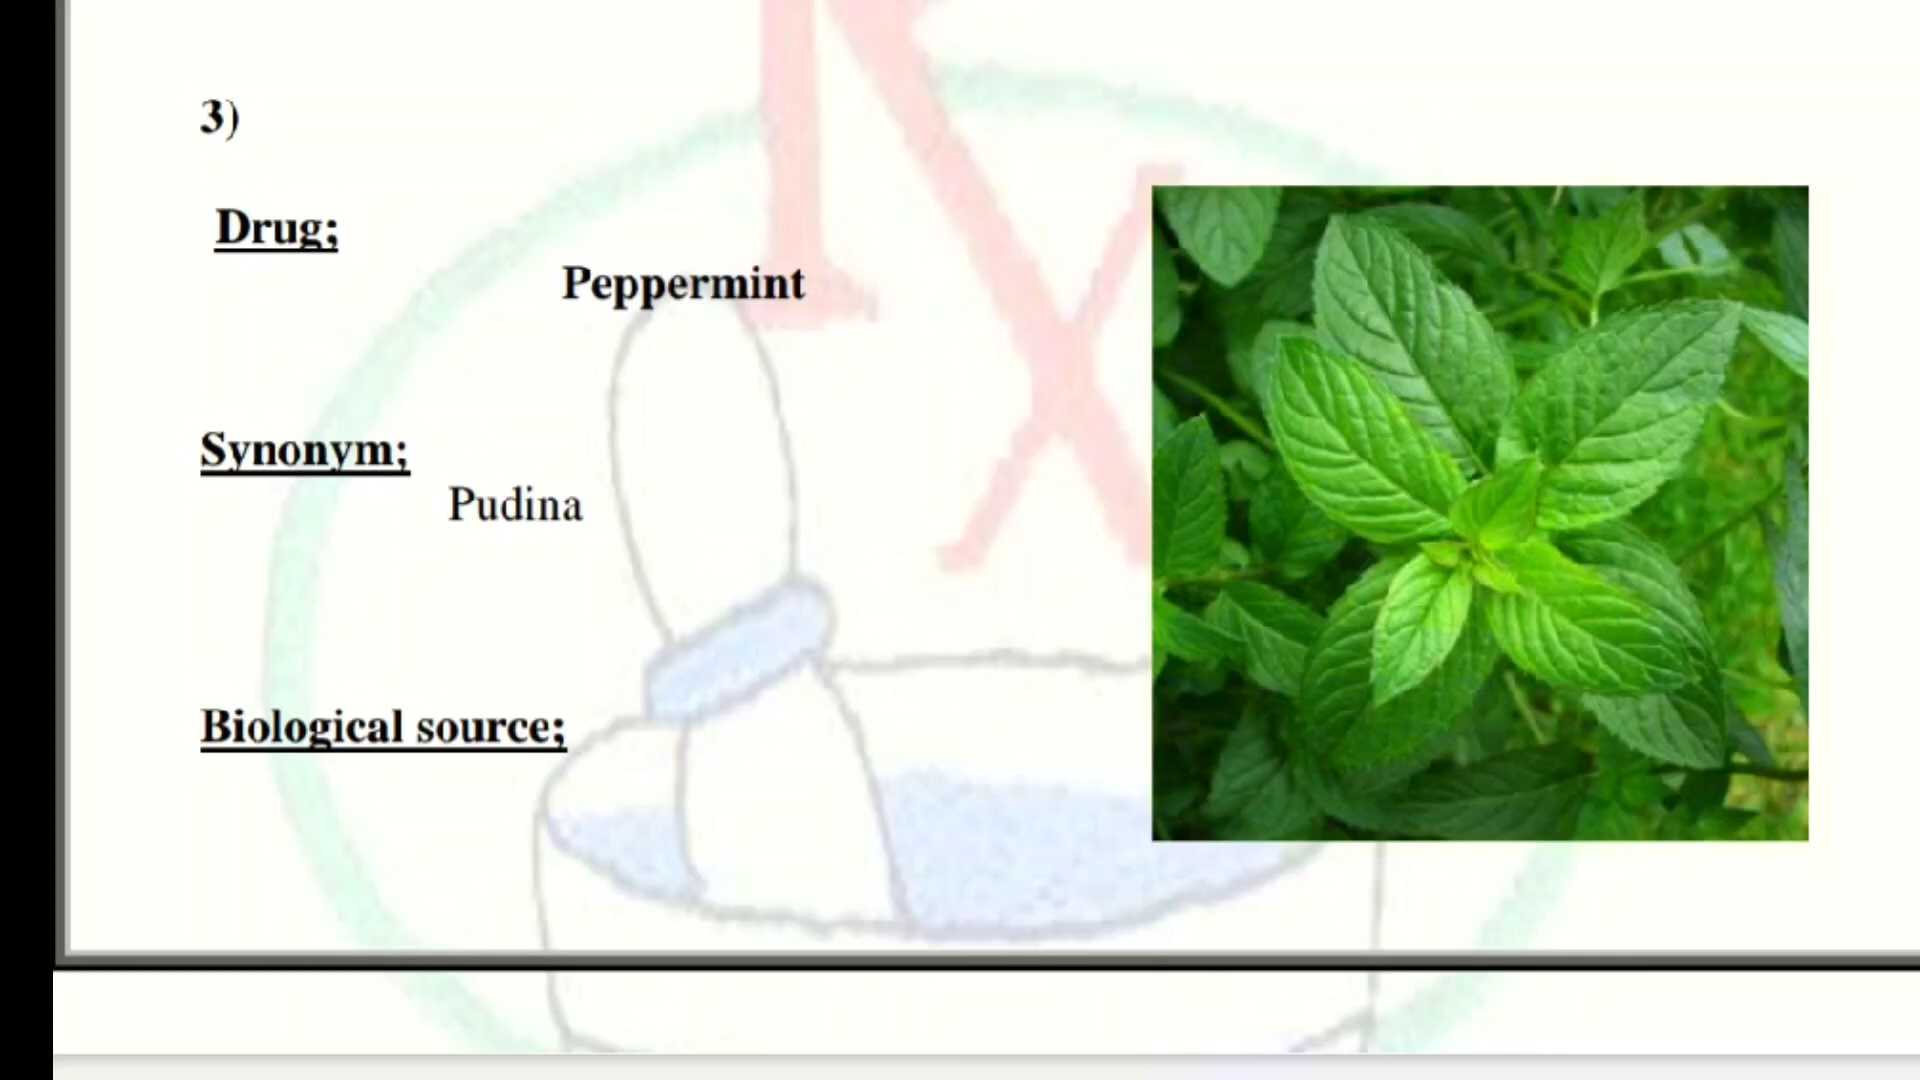 3)
Drug;
Peppermint
Synonym;
Pudina
Biological source;